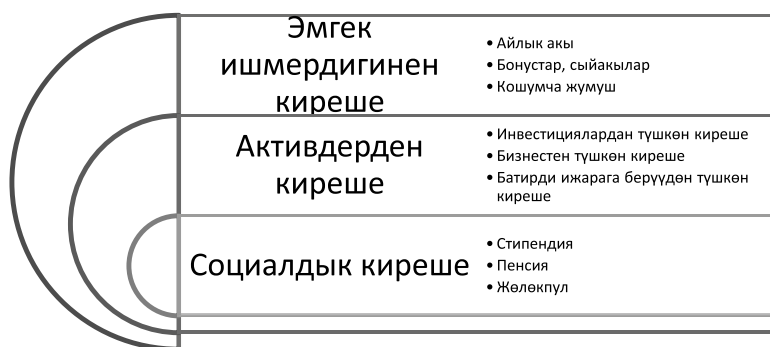 Эмгек
ишмердигинен
киреше
• Айлык акы
• Бонустар, сыйакылар
• Кошумча жумуш
Активдерден
киреше
• Инвестициялардан түшкөн киреше
• Бизнестен түшкөн киреше
• Батирди ижарага берүүдөн түшкөн
киреше
Социалдык киреше
• Стипендия
• Пенсия
• Жөлөкпул